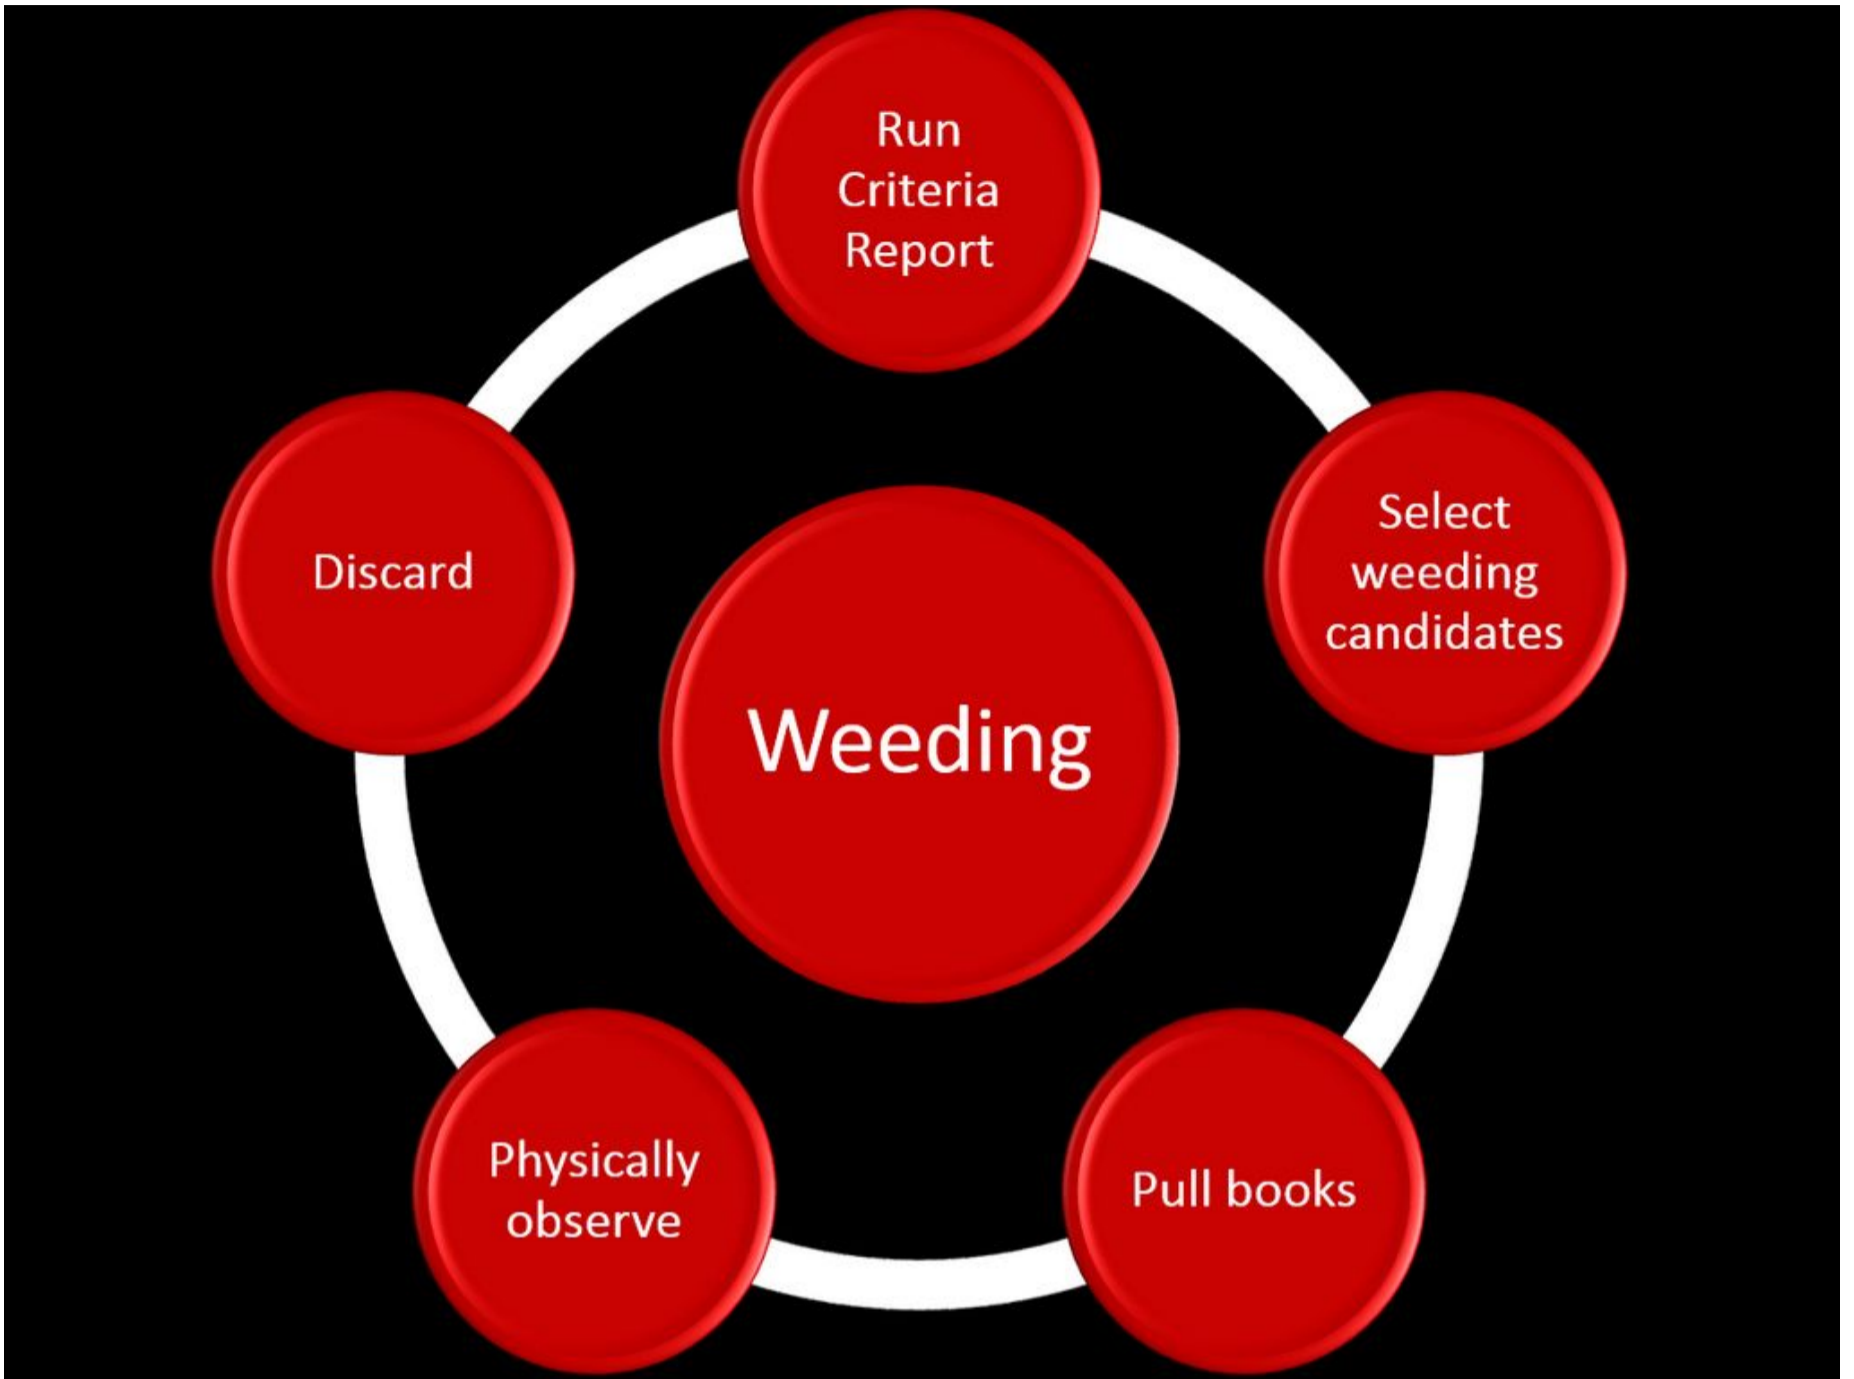 Run
Criteria
Report
Select
weeding
candidates
Pull books
Physically
observe
Discard
Weeding